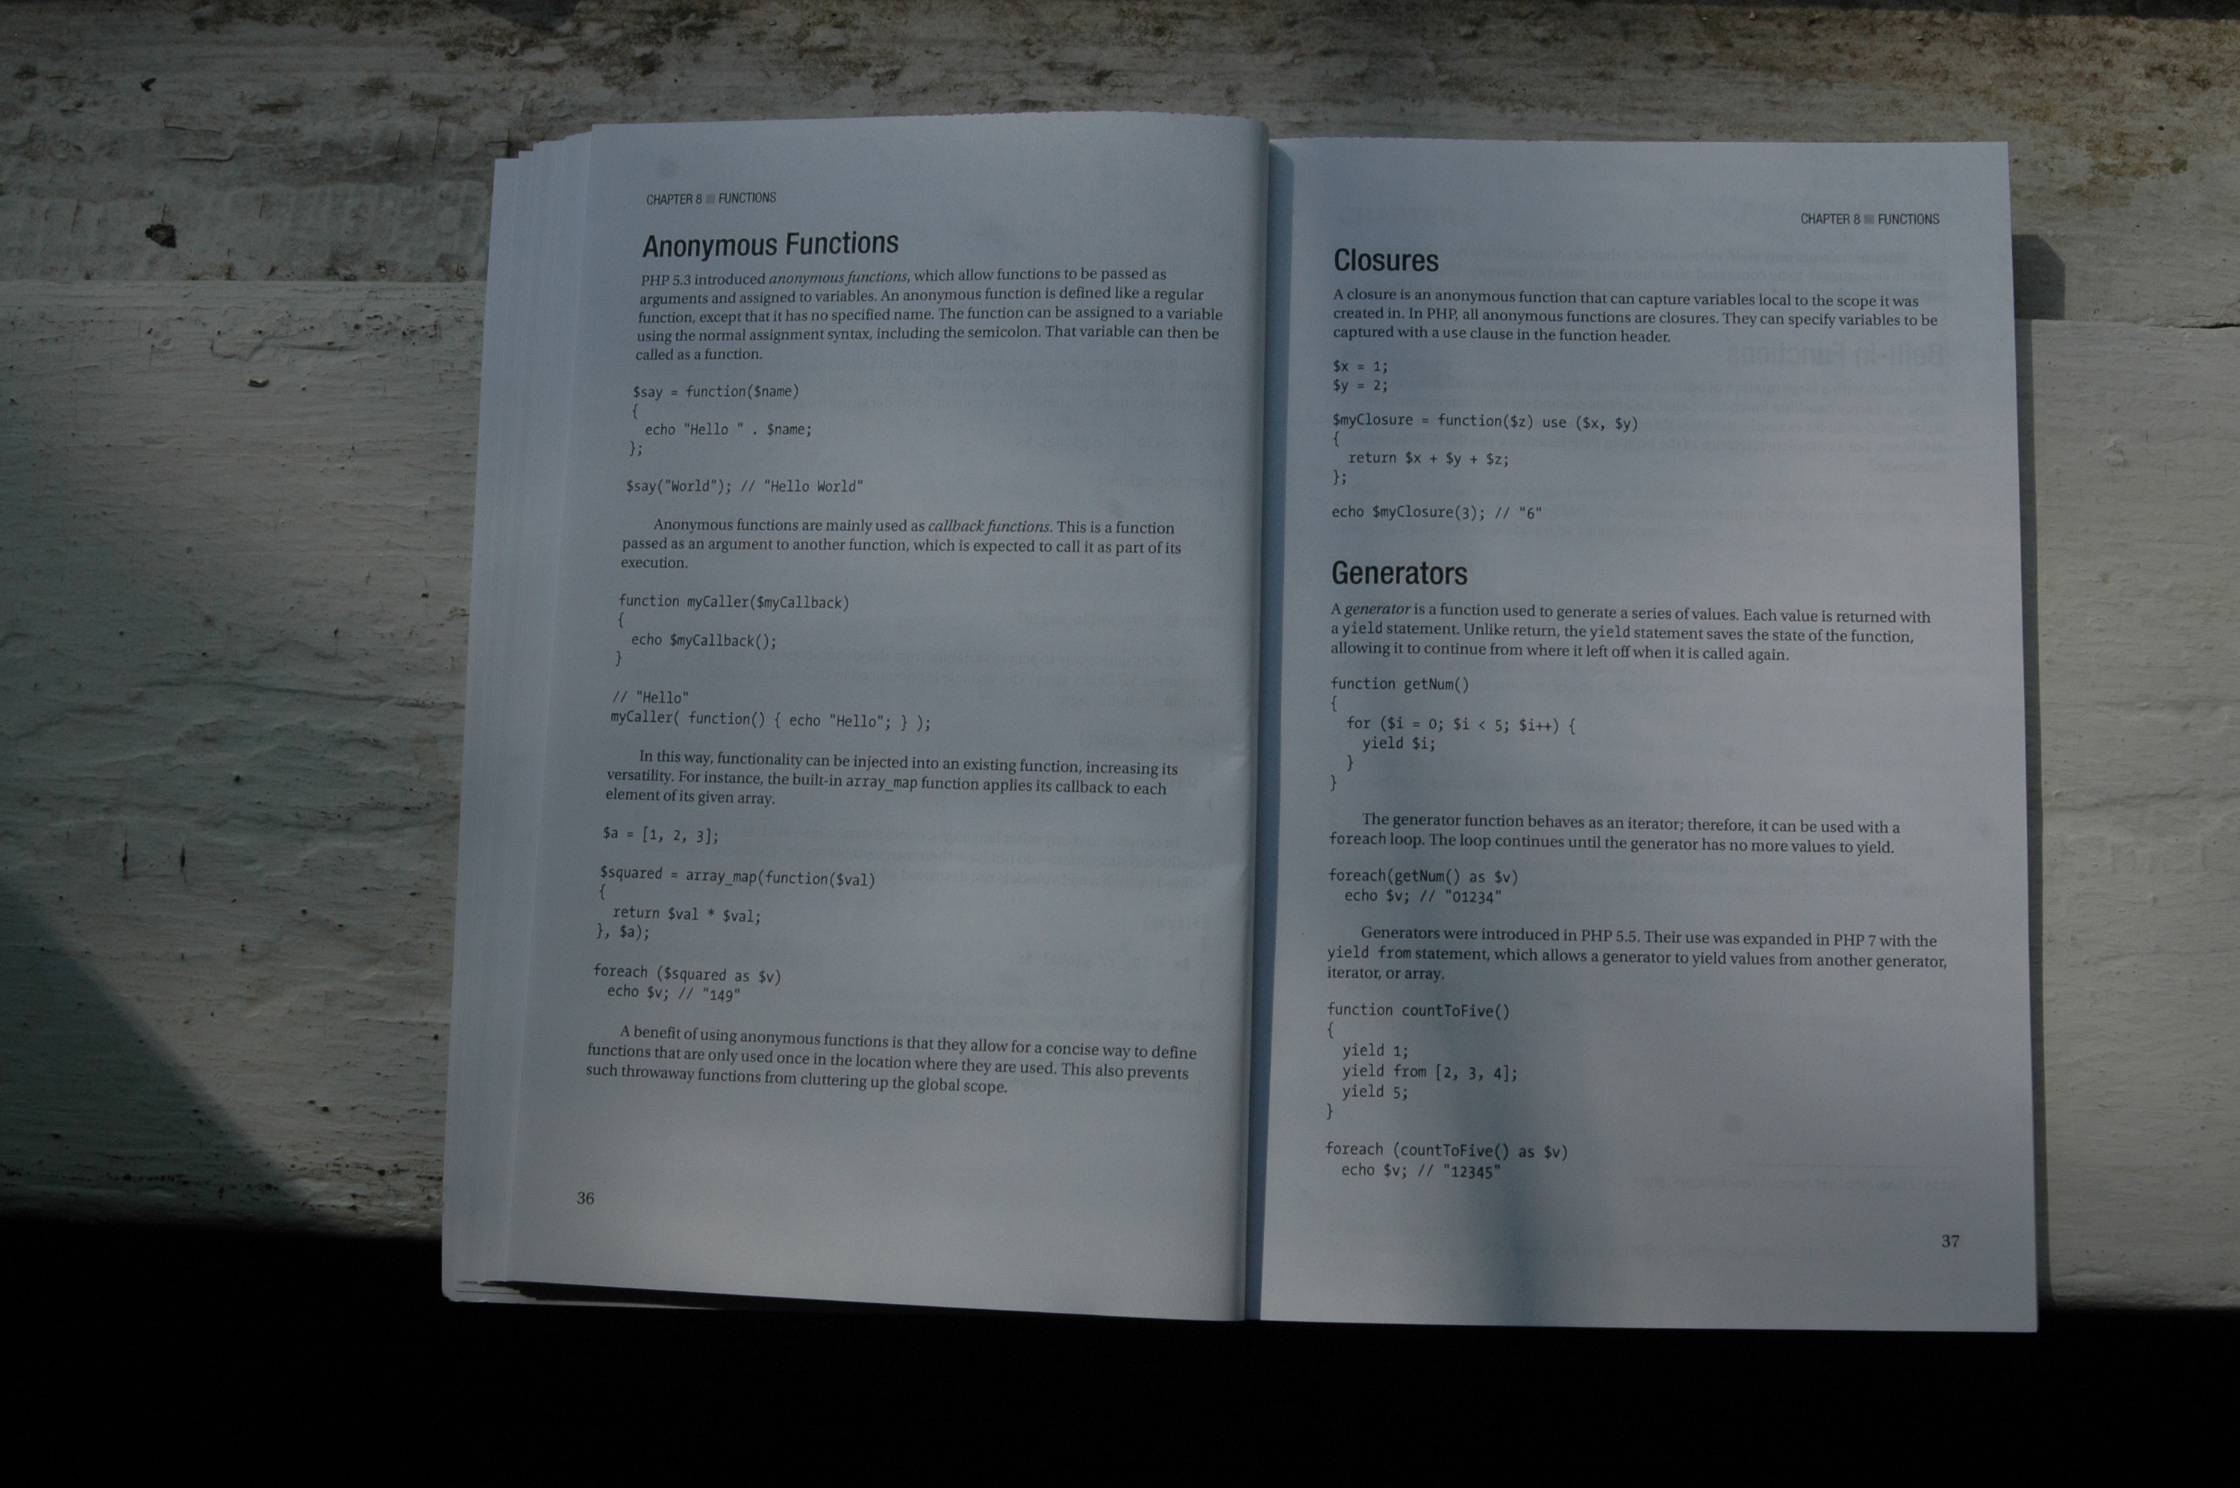 CHAPTER 8 ■ FUNCTIONS
Anonymous Functions
PHP 5.3 introduced anonymous functions, which allow functions to be passed as
arguments and assigned to variables. An anonymous function is defined like a regular
function, except that it has no specified name. The function can be assigned to a variable
using the normal assignment syntax, including the semicolon. That variable can then be
called as a function.
$say = function($name)
{
  echo "Hello " . $name;
};
$say("World"); // "Hello World"
Anonymous functions are mainly used as callback functions. This is a function
passed as an argument to another function, which is expected to call it as part of its
execution.
function myCaller($myCallback)
{
  echo $myCallback();
}
// "Hello"
myCaller( function() { echo "Hello"; } );
In this way, functionality can be injected into an existing function, increasing its
versatility. For instance, the built-in array_map function applies its callback to each
element of its given array.
$a = [1, 2, 3];
$squared = array_map(function($val)
{
  return $val * $val;
}, $a);
foreach ($squared as $v)
  echo $v; // "149"
A benefit of using anonymous functions is that they allow for a concise way to define
functions that are only used once in the location where they are used. This also prevents
such throwaway functions from cluttering up the global scope.
36
CHAPTER 8 ■ FUNCTIONS
Closures
A closure is an anonymous function that can capture variables local to the scope it was
created in. In PHP, all anonymous functions are closures. They can specify variables to be
captured with a use clause in the function header.
$x = 1;
$y = 2;
$myClosure = function($z) use ($x, $y)
{
  return $x + $y + $z;
};
echo $myClosure(3); // "6"
Generators
A generator is a function used to generate a series of values. Each value is returned with
a yield statement. Unlike return, the yield statement saves the state of the function,
allowing it to continue from where it left off when it is called again.
function getNum()
{
  for ($i = 0; $i < 5; $i++) {
    yield $i;
  }
}
The generator function behaves as an iterator; therefore, it can be used with a
foreach loop. The loop continues until the generator has no more values to yield.
foreach(getNum() as $v)
  echo $v; // "01234"
Generators were introduced in PHP 5.5. Their use was expanded in PHP 7 with the
yield from statement, which allows a generator to yield values from another generator,
iterator, or array.
function countToFive()
{
  yield 1;
  yield from [2, 3, 4];
  yield 5;
}
foreach (countToFive() as $v)
  echo $v; // "12345"
37